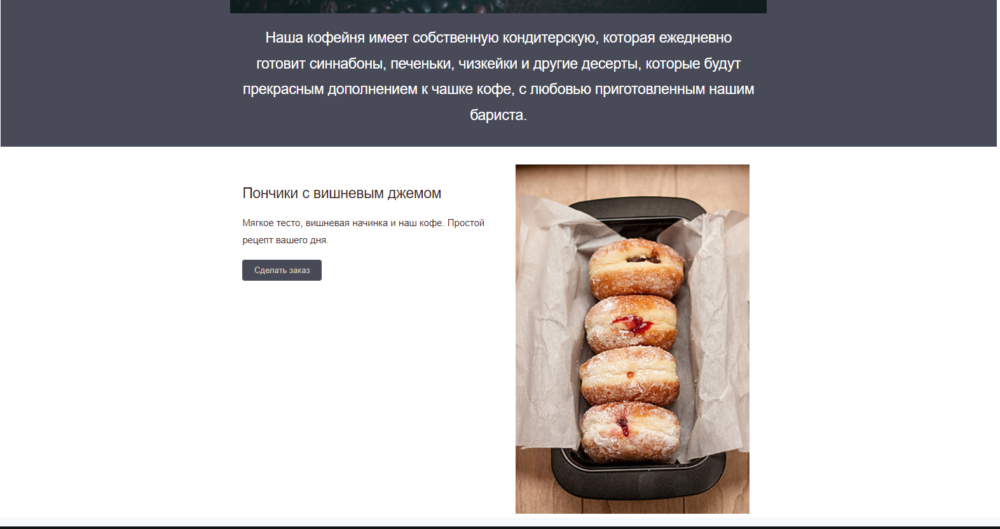 Наша кофейня имеет собственную кондитерскую, которая ежедневно
готовит синнабоны, печеньки, чизкейки и другие десерты, которые будут
прекрасным дополнением к чашке кофе, с любовью приготовленным нашим
бариста.
Пончики с вишневым джемом
Мягкое тесто, вишневая начинка и наш кофе. Простой
рецепт вашего дня.
Сделать заказ